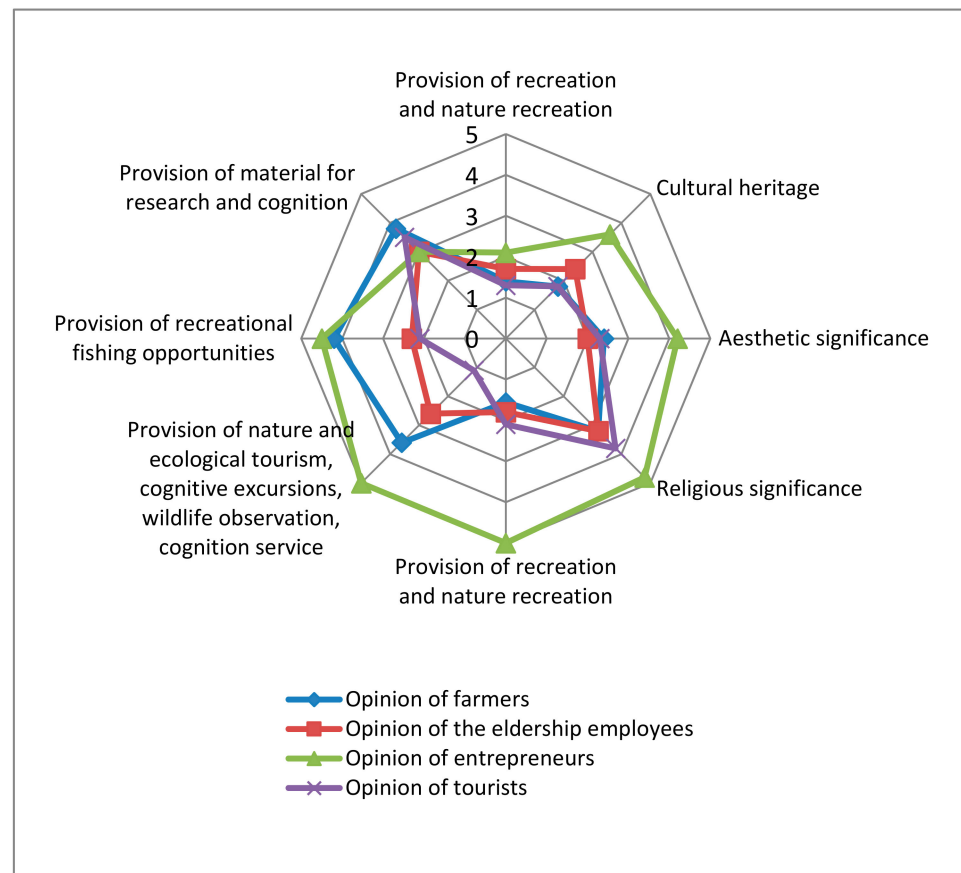 Provision of recreation
and nature recreation
5
4
3
2
1
0
Cultural heritage
Aesthetic significance
Religious significance
Provision of recreation
and nature recreation
Provision of nature and
ecological tourism,
cognitive excursions,
wildlife observation,
cognition service
Provision of recreational
fishing opportunities
Provision of material for
research and cognition
Opinion of farmers
Opinion of the eldership employees
Opinion of entrepreneurs
Opinion of tourists